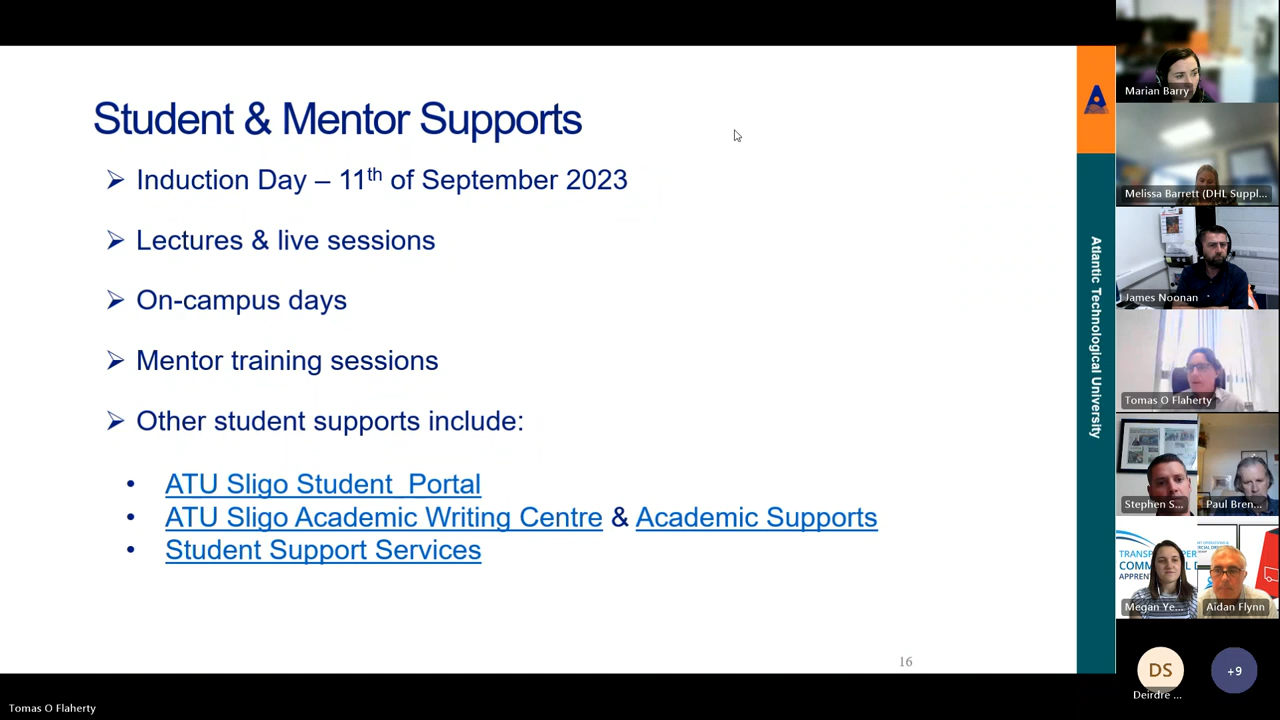 Student & Mentor Supports
➢ Induction Day – 11th of September 2023
➢ Lectures & live sessions
➢ On-campus days
➢ Mentor training sessions
➢ Other student supports include:
• ATU Sligo Student Portal
• ATU Sligo Academic Writing Centre & Academic Supports
• Student Support Services
16
Atlantic Technological University
Marian Barry
Melissa Barrett (DHL Suppl...
James Noonan
Tomas O Flaherty
Stephen S...
Paul Bren...
Megan Ye...
Aidan Flynn
DS
Deirdre ...
+9
Tomas O Flaherty